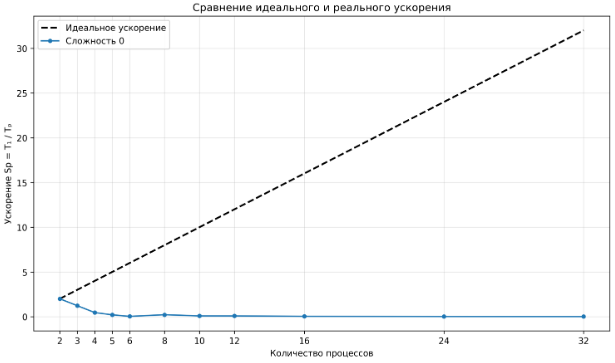 Сравнение идеального и реального ускорения
Идеальное ускорение
Сложность 0
Ускорение Sp = T₁ / Tₚ
30
25
20
15
10
5
0
2 3 4 5 6 8 10 12 16 24 32
Количество процессов